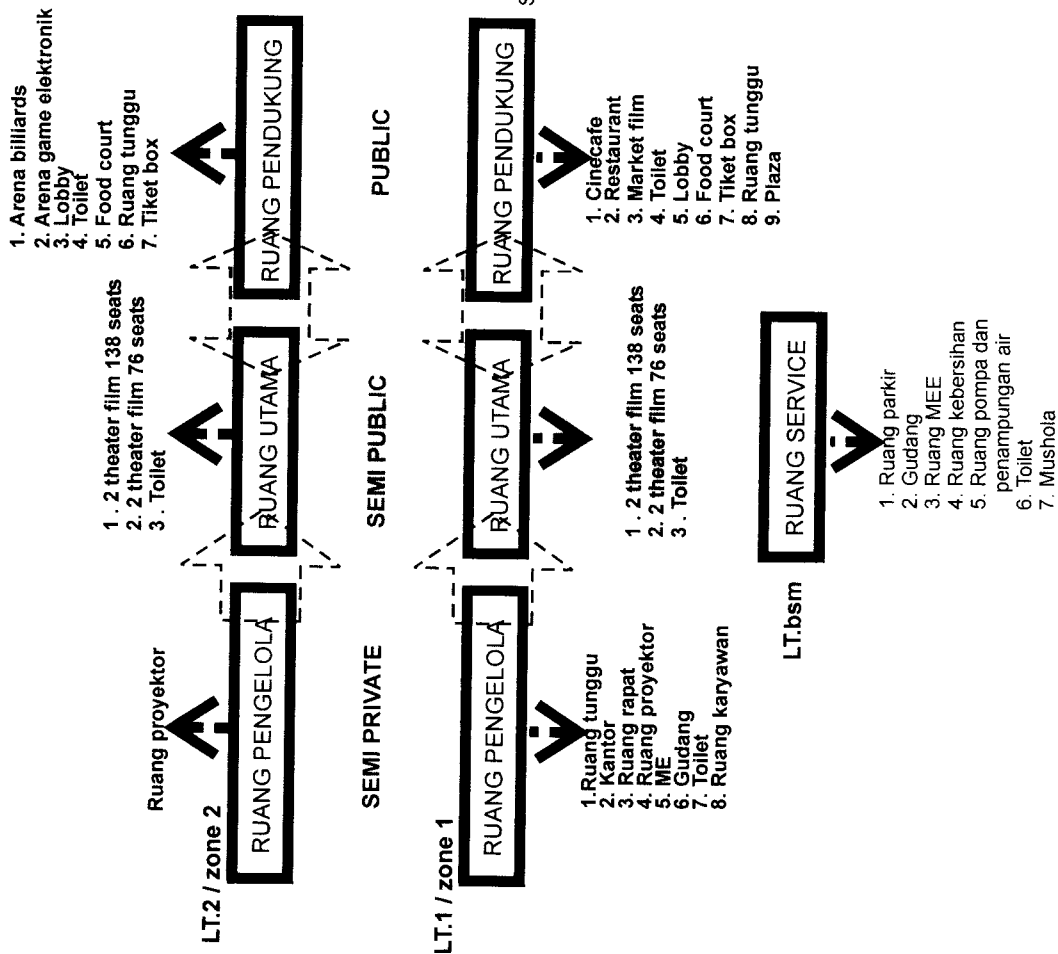 LT.2 / zone 2
Ruang proyektor
RUANG PENGELOLA
SEMI PRIVATE
1 . 2 theater film 138 seats
2. 2 theater film 76 seats
3 . Toilet
RUANG UTAMA
SEMI PUBLIC
1. Arena billiards
2. Arena game elektronik
3. Lobby
4. Toilet
5. Food court
6. Ruang tunggu
7. Tiket box
RUANG PENDUKUNG
PUBLIC
LT.1 / zone 1
RUANG PENGELOLA
1.Ruang tunggu
2. Kantor
3. Ruang rapat
4. Ruang proyektor
5. ME
6. Gudang
7. Toilet
8. Ruang karyawan
RUANG UTAMA
1 . 2 theater film 138 seats
2. 2 theater film 76 seats
3 . Toilet
RUANG PENDUKUNG
1. Cinecafe
2. Restaurant
3. Market film
4. Toilet
5. Lobby
6. Food court
7. Tiket box
8. Ruang tunggu
9. Plaza
LT.bsm
RUANG SERVICE
1. Ruang parkir
2. Gudang
3. Ruang MEE
4. Ruang kebersihan
5. Ruang pompa dan
penampungan air
6. Toilet
7. Mushola